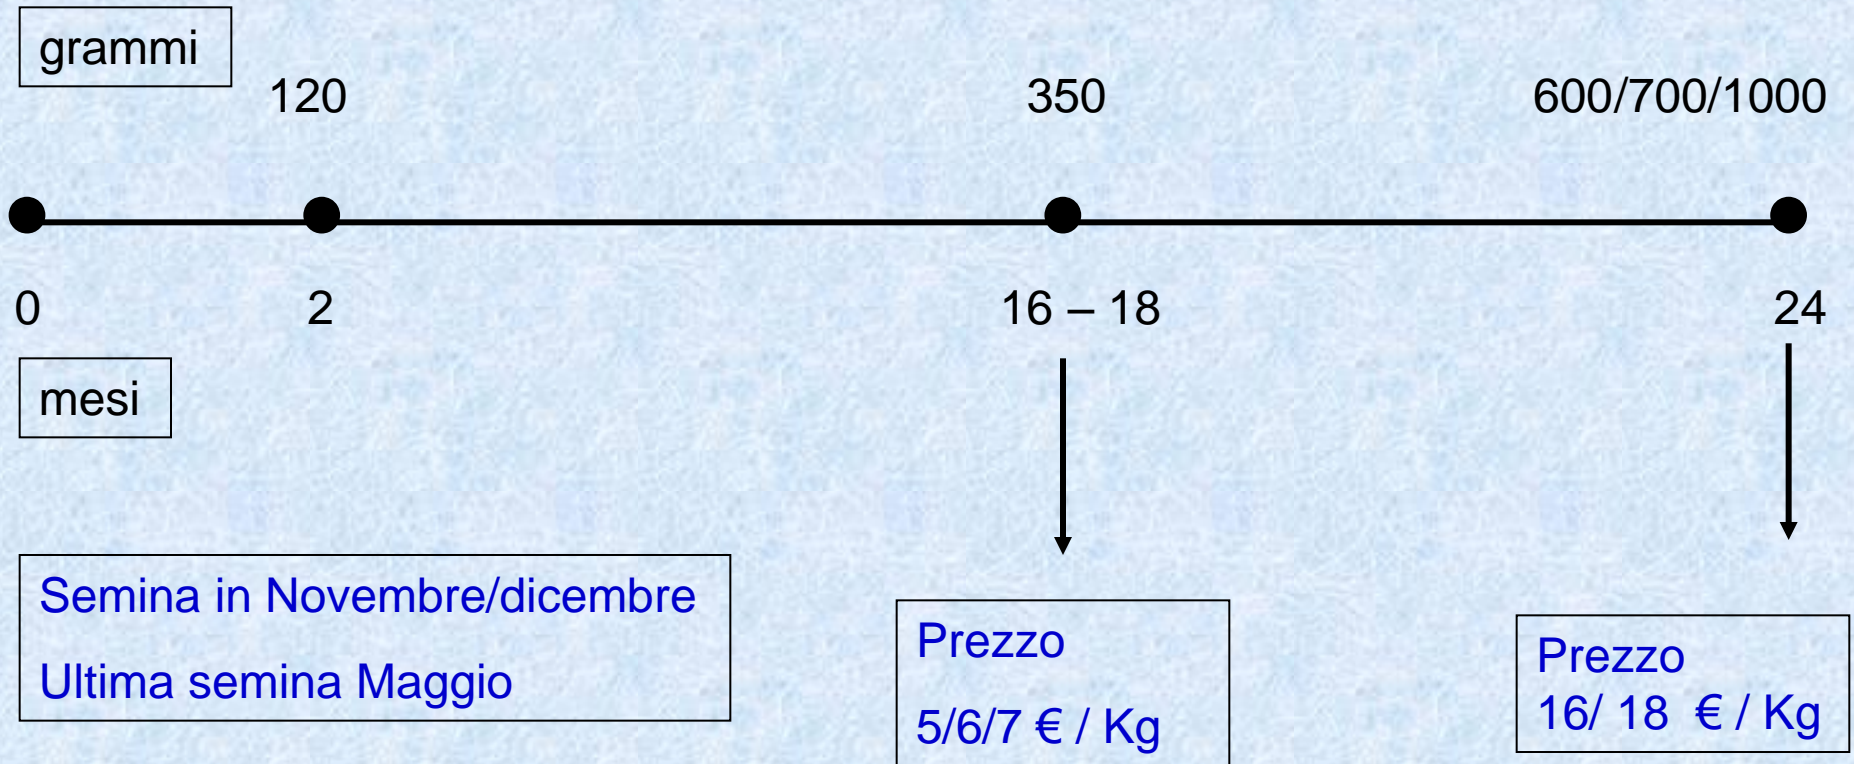 grammi
120
350
600/700/1000
0
2
16 – 18
24
mesi
Semina in Novembre/dicembre
Ultima semina Maggio
Prezzo
5/6/7 € / Kg
Prezzo
16/ 18 € / Kg